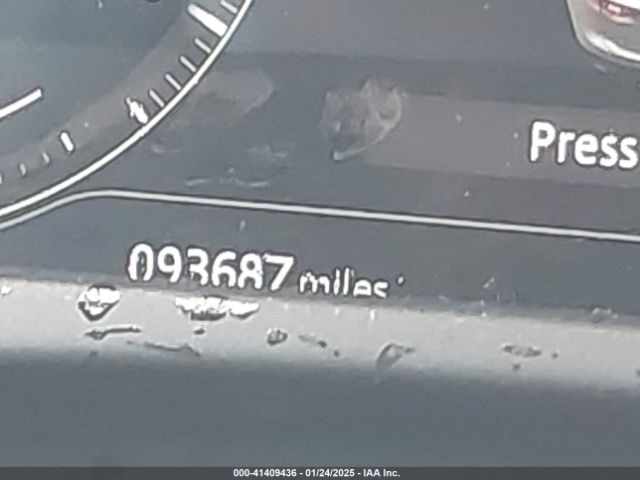 Press
093687 miles
000-41409436 - 01/24/2025 - IAA Inc.